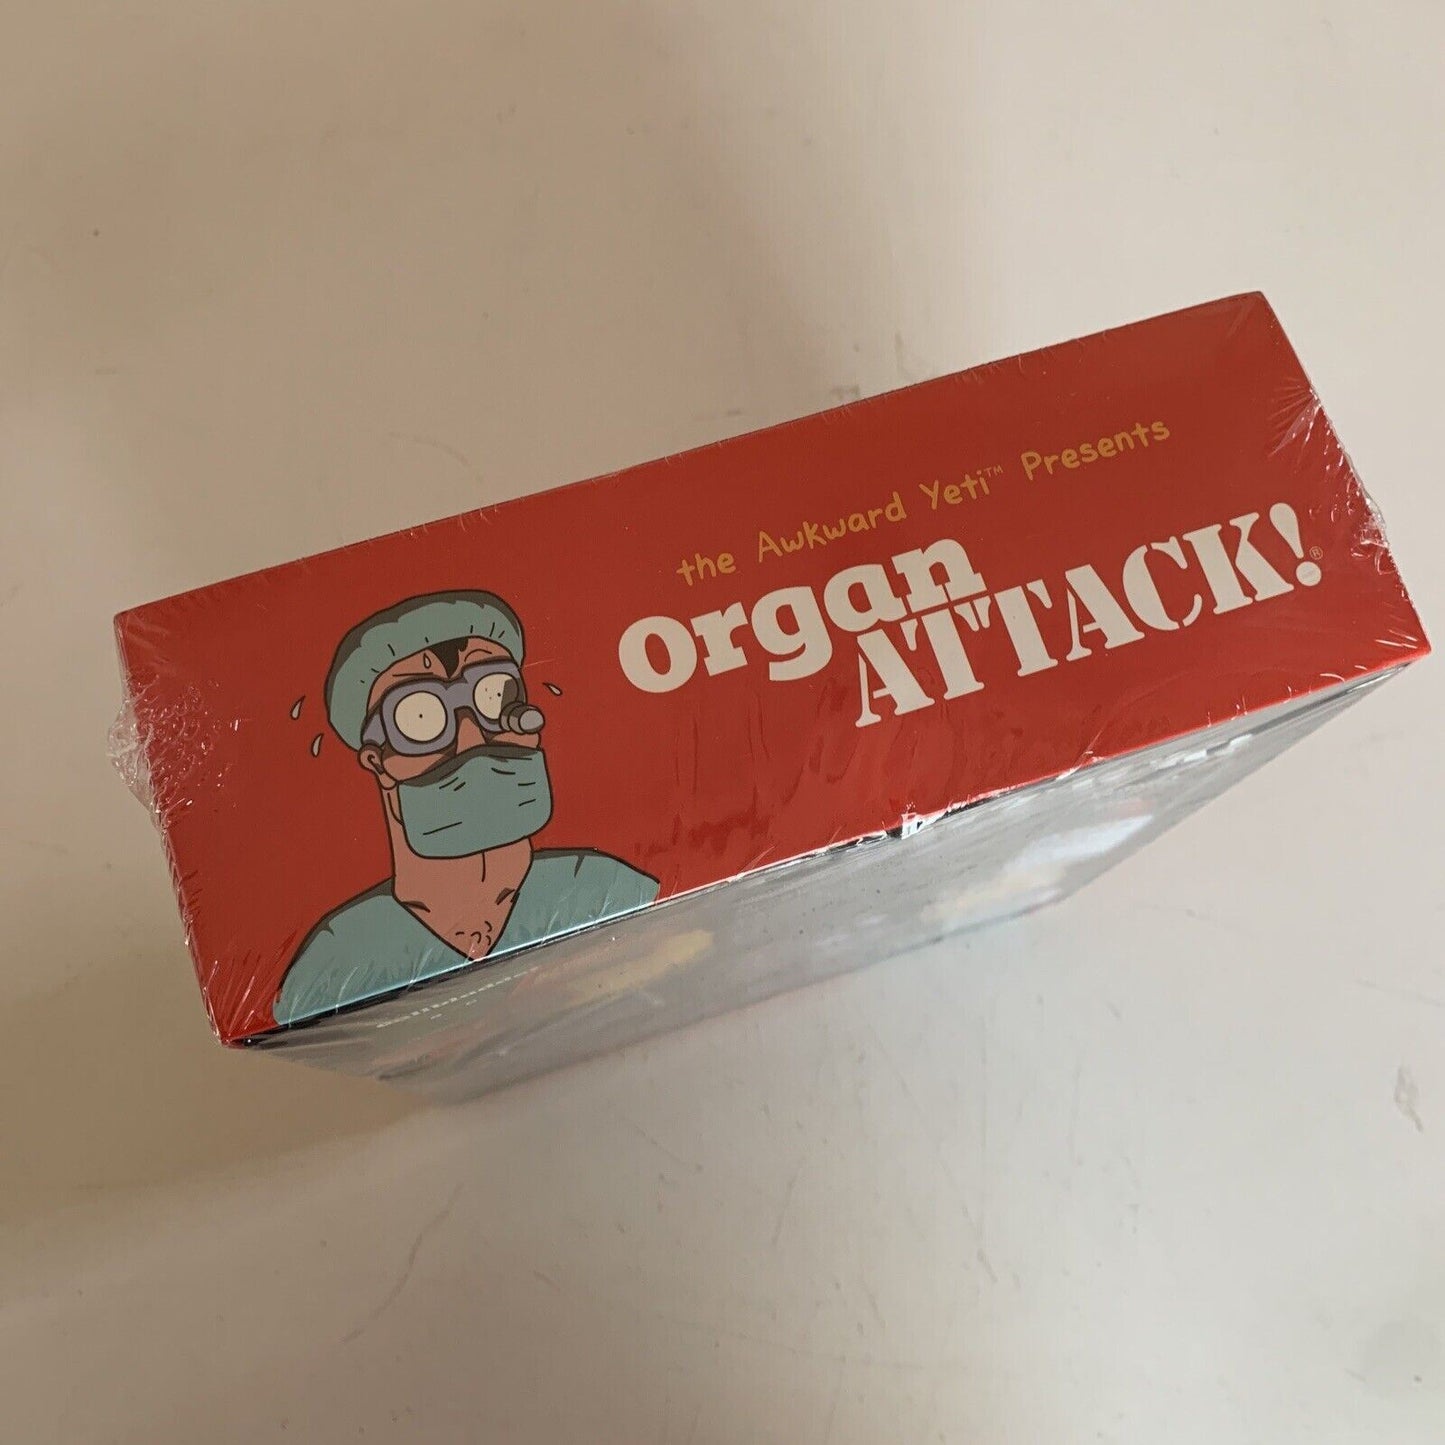 the Awkward Yeti™ Presents
organ
ATTACK!®